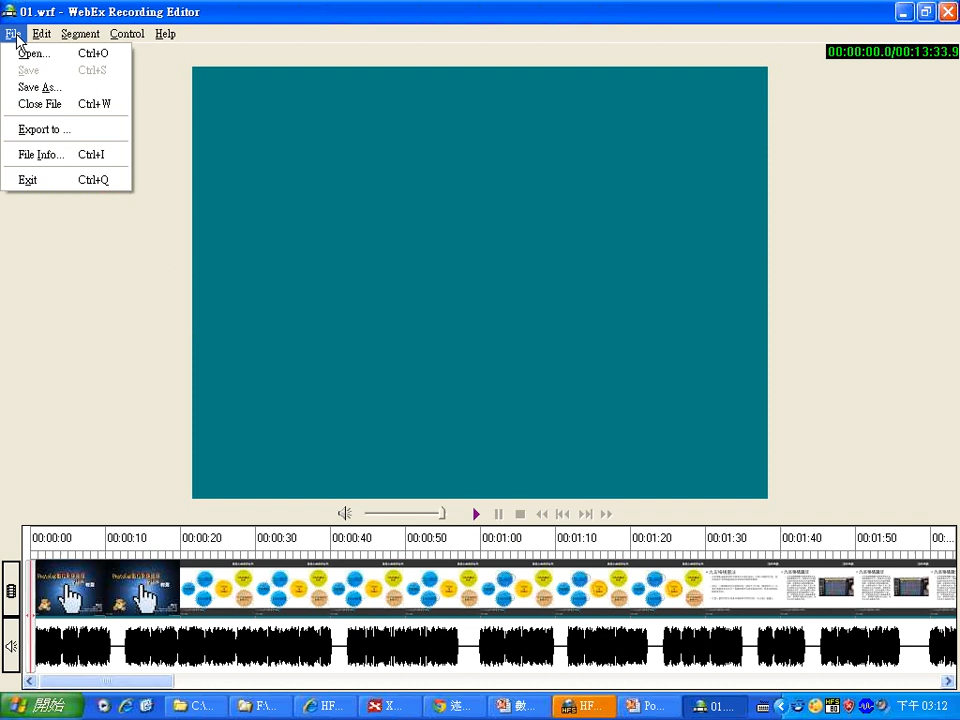 01.wrf - WebEx Recording Editor
File Edit Segment Control Help
Open... Ctrl+O
00:00:00.0/00:13:33.9
Save Ctrl+S
Save As...
Close File Ctrl+W
Export to ...
File Info... Ctrl+I
Exit Ctrl+Q
00:00:00 00:00:10 00:00:20 00:00:30 00:00:40 00:00:50 00:01:00 00:01:10 00:01:20 00:01:30 00:01:40 00:01:50 00:...
開始 C:\... F:\... HF... X... 迷... 數... HF... Po... 01.... 下午 03:12